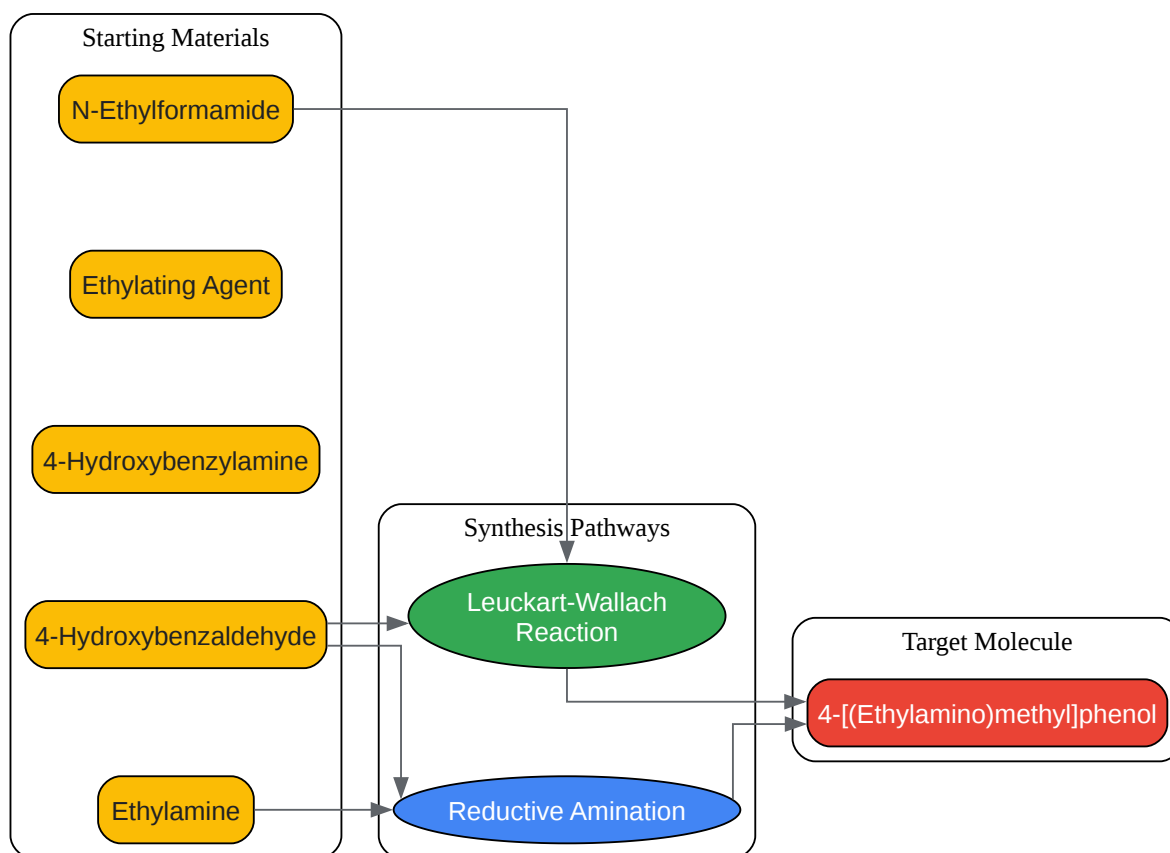 Starting Materials
N-Ethylformamide
Ethylating Agent
4-Hydroxybenzylamine
4-Hydroxybenzaldehyde
Ethylamine
Synthesis Pathways
Leuckart-Wallach
Reaction
Reductive Amination
Target Molecule
4-[(Ethylamino)methyl]phenol